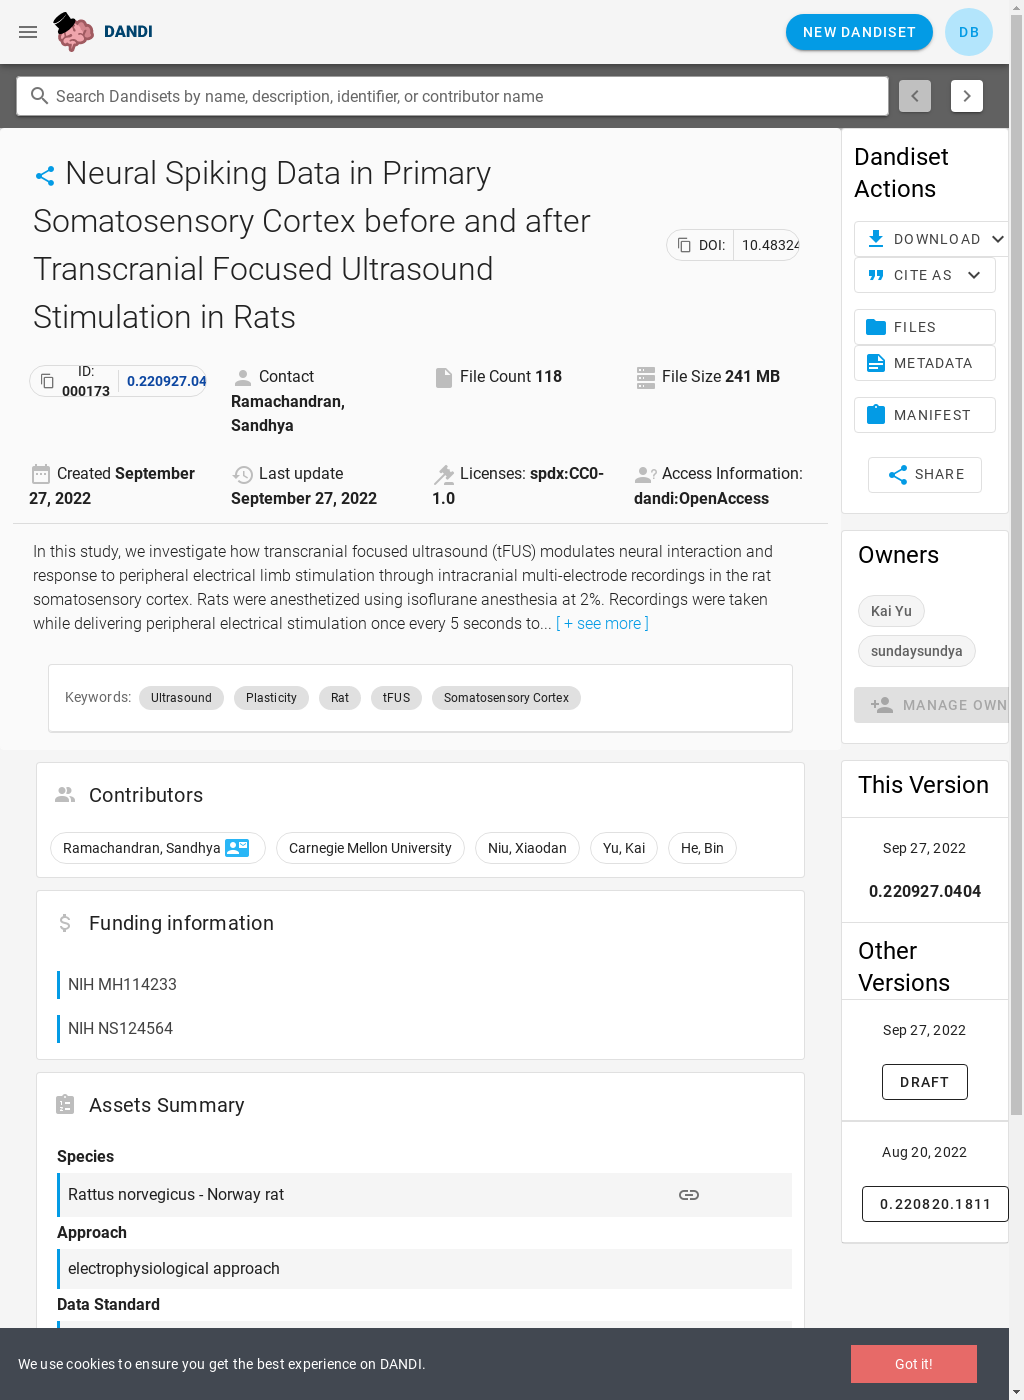 DANDI
NEW DANDISET
DB
Search Dandisets by name, description, identifier, or contributor name
Neural Spiking Data in Primary
Somatosensory Cortex before and after
Transcranial Focused Ultrasound
Stimulation in Rats
DOI: 10.48324
ID:
000173
0.220927.04
Contact
Ramachandran,
Sandhya
File Count 118
File Size 241 MB
Created September
27, 2022
Last update
September 27, 2022
Licenses: spdx:CC0-
1.0
Access Information:
dandi:OpenAccess
In this study, we investigate how transcranial focused ultrasound (tFUS) modulates neural interaction and
response to peripheral electrical limb stimulation through intracranial multi-electrode recordings in the rat
somatosensory cortex. Rats were anesthetized using isoflurane anesthesia at 2%. Recordings were taken
while delivering peripheral electrical stimulation once every 5 seconds to... [ + see more ]
Keywords: Ultrasound Plasticity Rat tFUS Somatosensory Cortex
Contributors
Ramachandran, Sandhya Carnegie Mellon University Niu, Xiaodan Yu, Kai He, Bin
Funding information
NIH MH114233
NIH NS124564
Assets Summary
Species
Rattus norvegicus - Norway rat
Approach
electrophysiological approach
Data Standard
Dandiset
Actions
DOWNLOAD
CITE AS
FILES
METADATA
MANIFEST
SHARE
Owners
Kai Yu
sundaysundya
MANAGE OWN
This Version
Sep 27, 2022
0.220927.0404
Other
Versions
Sep 27, 2022
DRAFT
Aug 20, 2022
0.220820.1811
We use cookies to ensure you get the best experience on DANDI.
Got it!